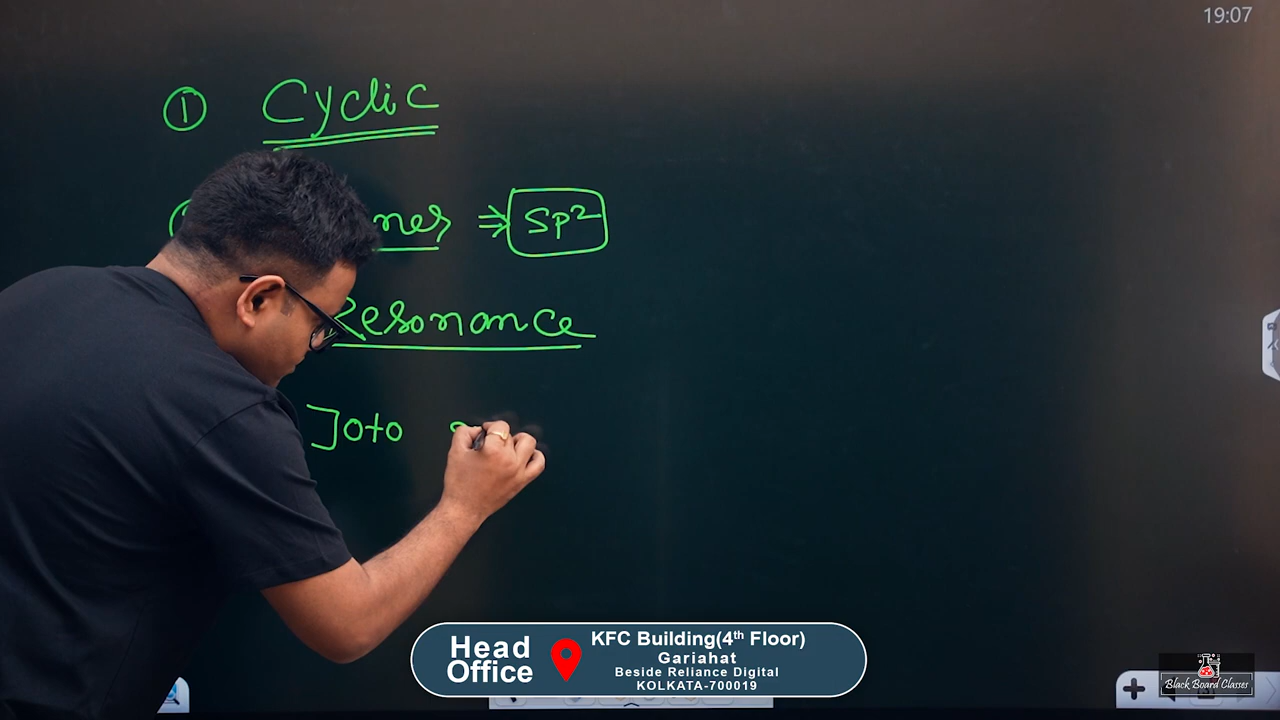 19:07
① Cyclic
⇒ Sp²
Resonance
Joto
Head Office
KFC Building(4th Floor)
Gariahat
Beside Reliance Digital
KOLKATA-700019
Black Board Classes